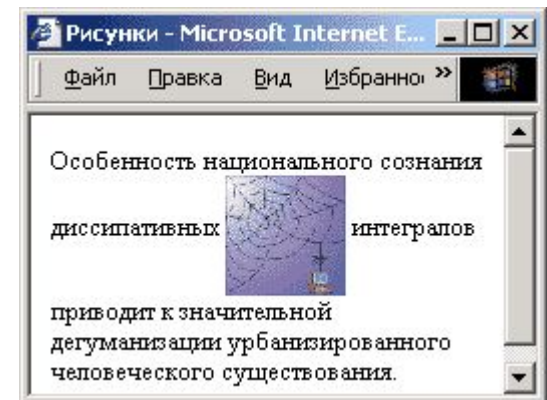 Рисунки - Microsoft Internet E...
Файл Правка Вид Избранно »
Особенность национального сознания
диссипативных интегралов
приводит к значительной
дегуманизации урбанизированного
человеческого существования.